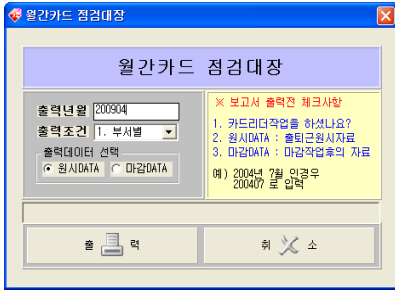 월간카드 점검대장
월간카드 점검대장
출력년월 200904
출력조건 1. 부서별
출력데이터 선택
원시DATA 마감DATA
※ 보고서 출력전 체크사항
1. 카드리더작업을 하셨나요?
2. 원시DATA : 출퇴근원시자료
3. 마감DATA : 마감작업후의 자료
예) 2004년 7월 인경우
200407 로 입력
출 력
취 소